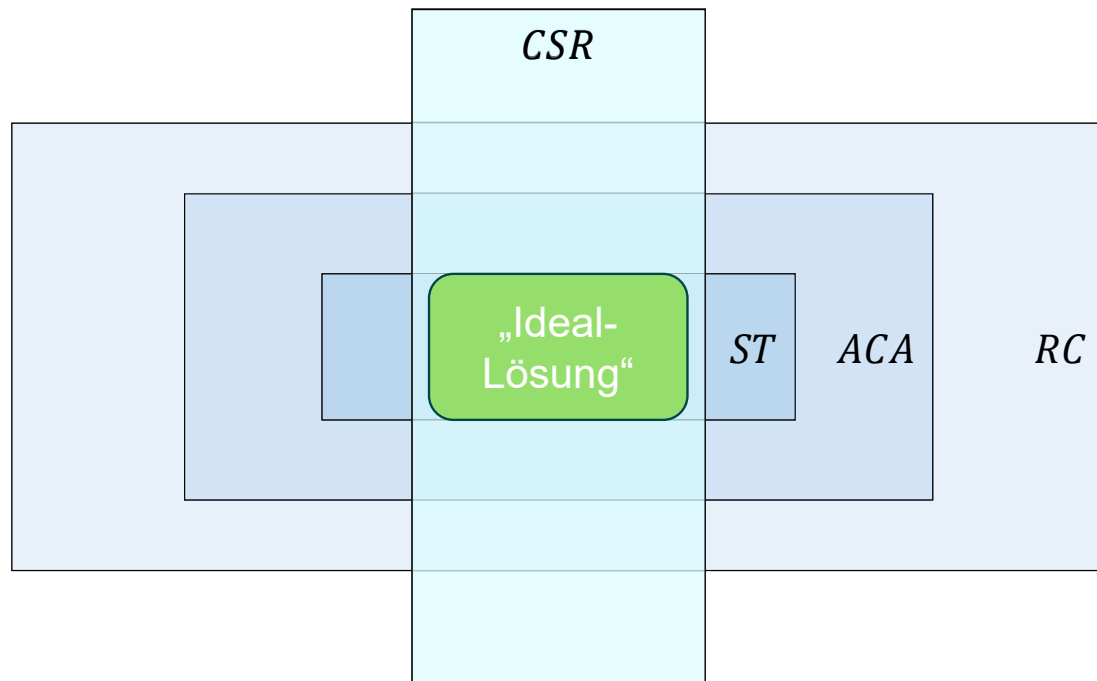 CSR
„Ideal-
Lösung“
ST
ACA
RC